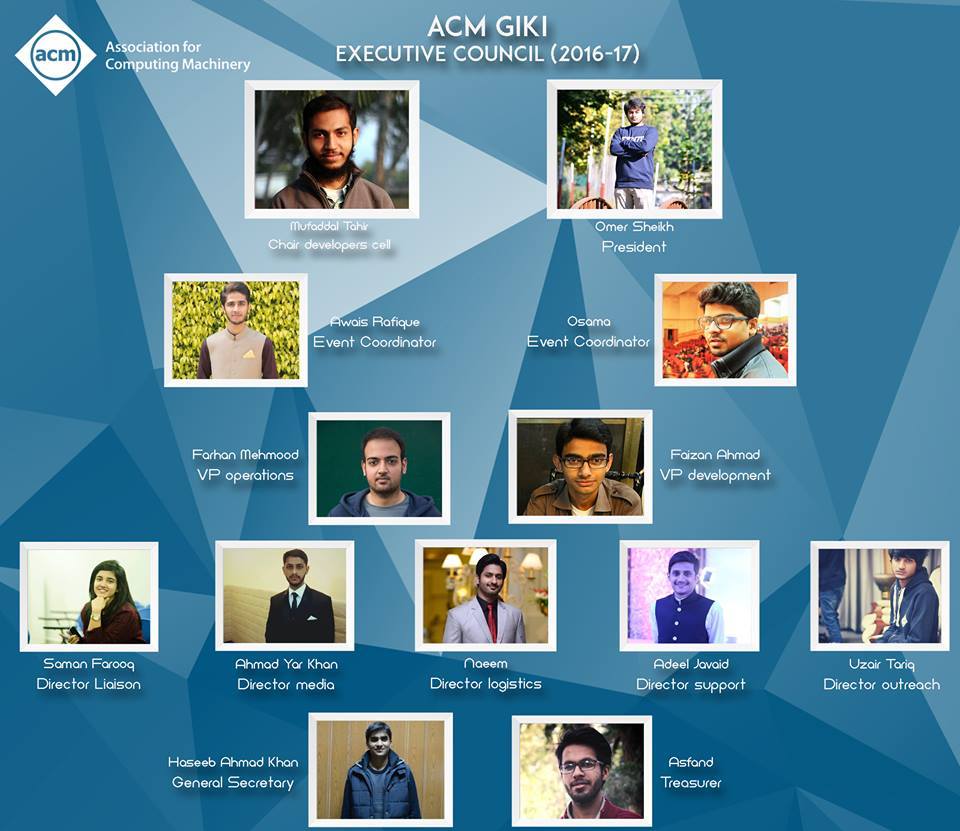 acm
Association for
Computing Machinery
ACM GIKI
EXECUTIVE COUNCIL (2016-17)
Mufaddal Tahir
Chair developers cell
Omer Sheikh
President
Awais Rafique
Event Coordinator
Osama
Event Coordinator
Farhan Mehmood
VP operations
Faizan Ahmad
VP development
Saman Farooq
Director Liaison
Ahmad Yar Khan
Director media
Naeem
Director logistics
Adeel Javaid
Director support
Uzair Tariq
Director outreach
Haseeb Ahmad Khan
General Secretary
Asfand
Treasurer